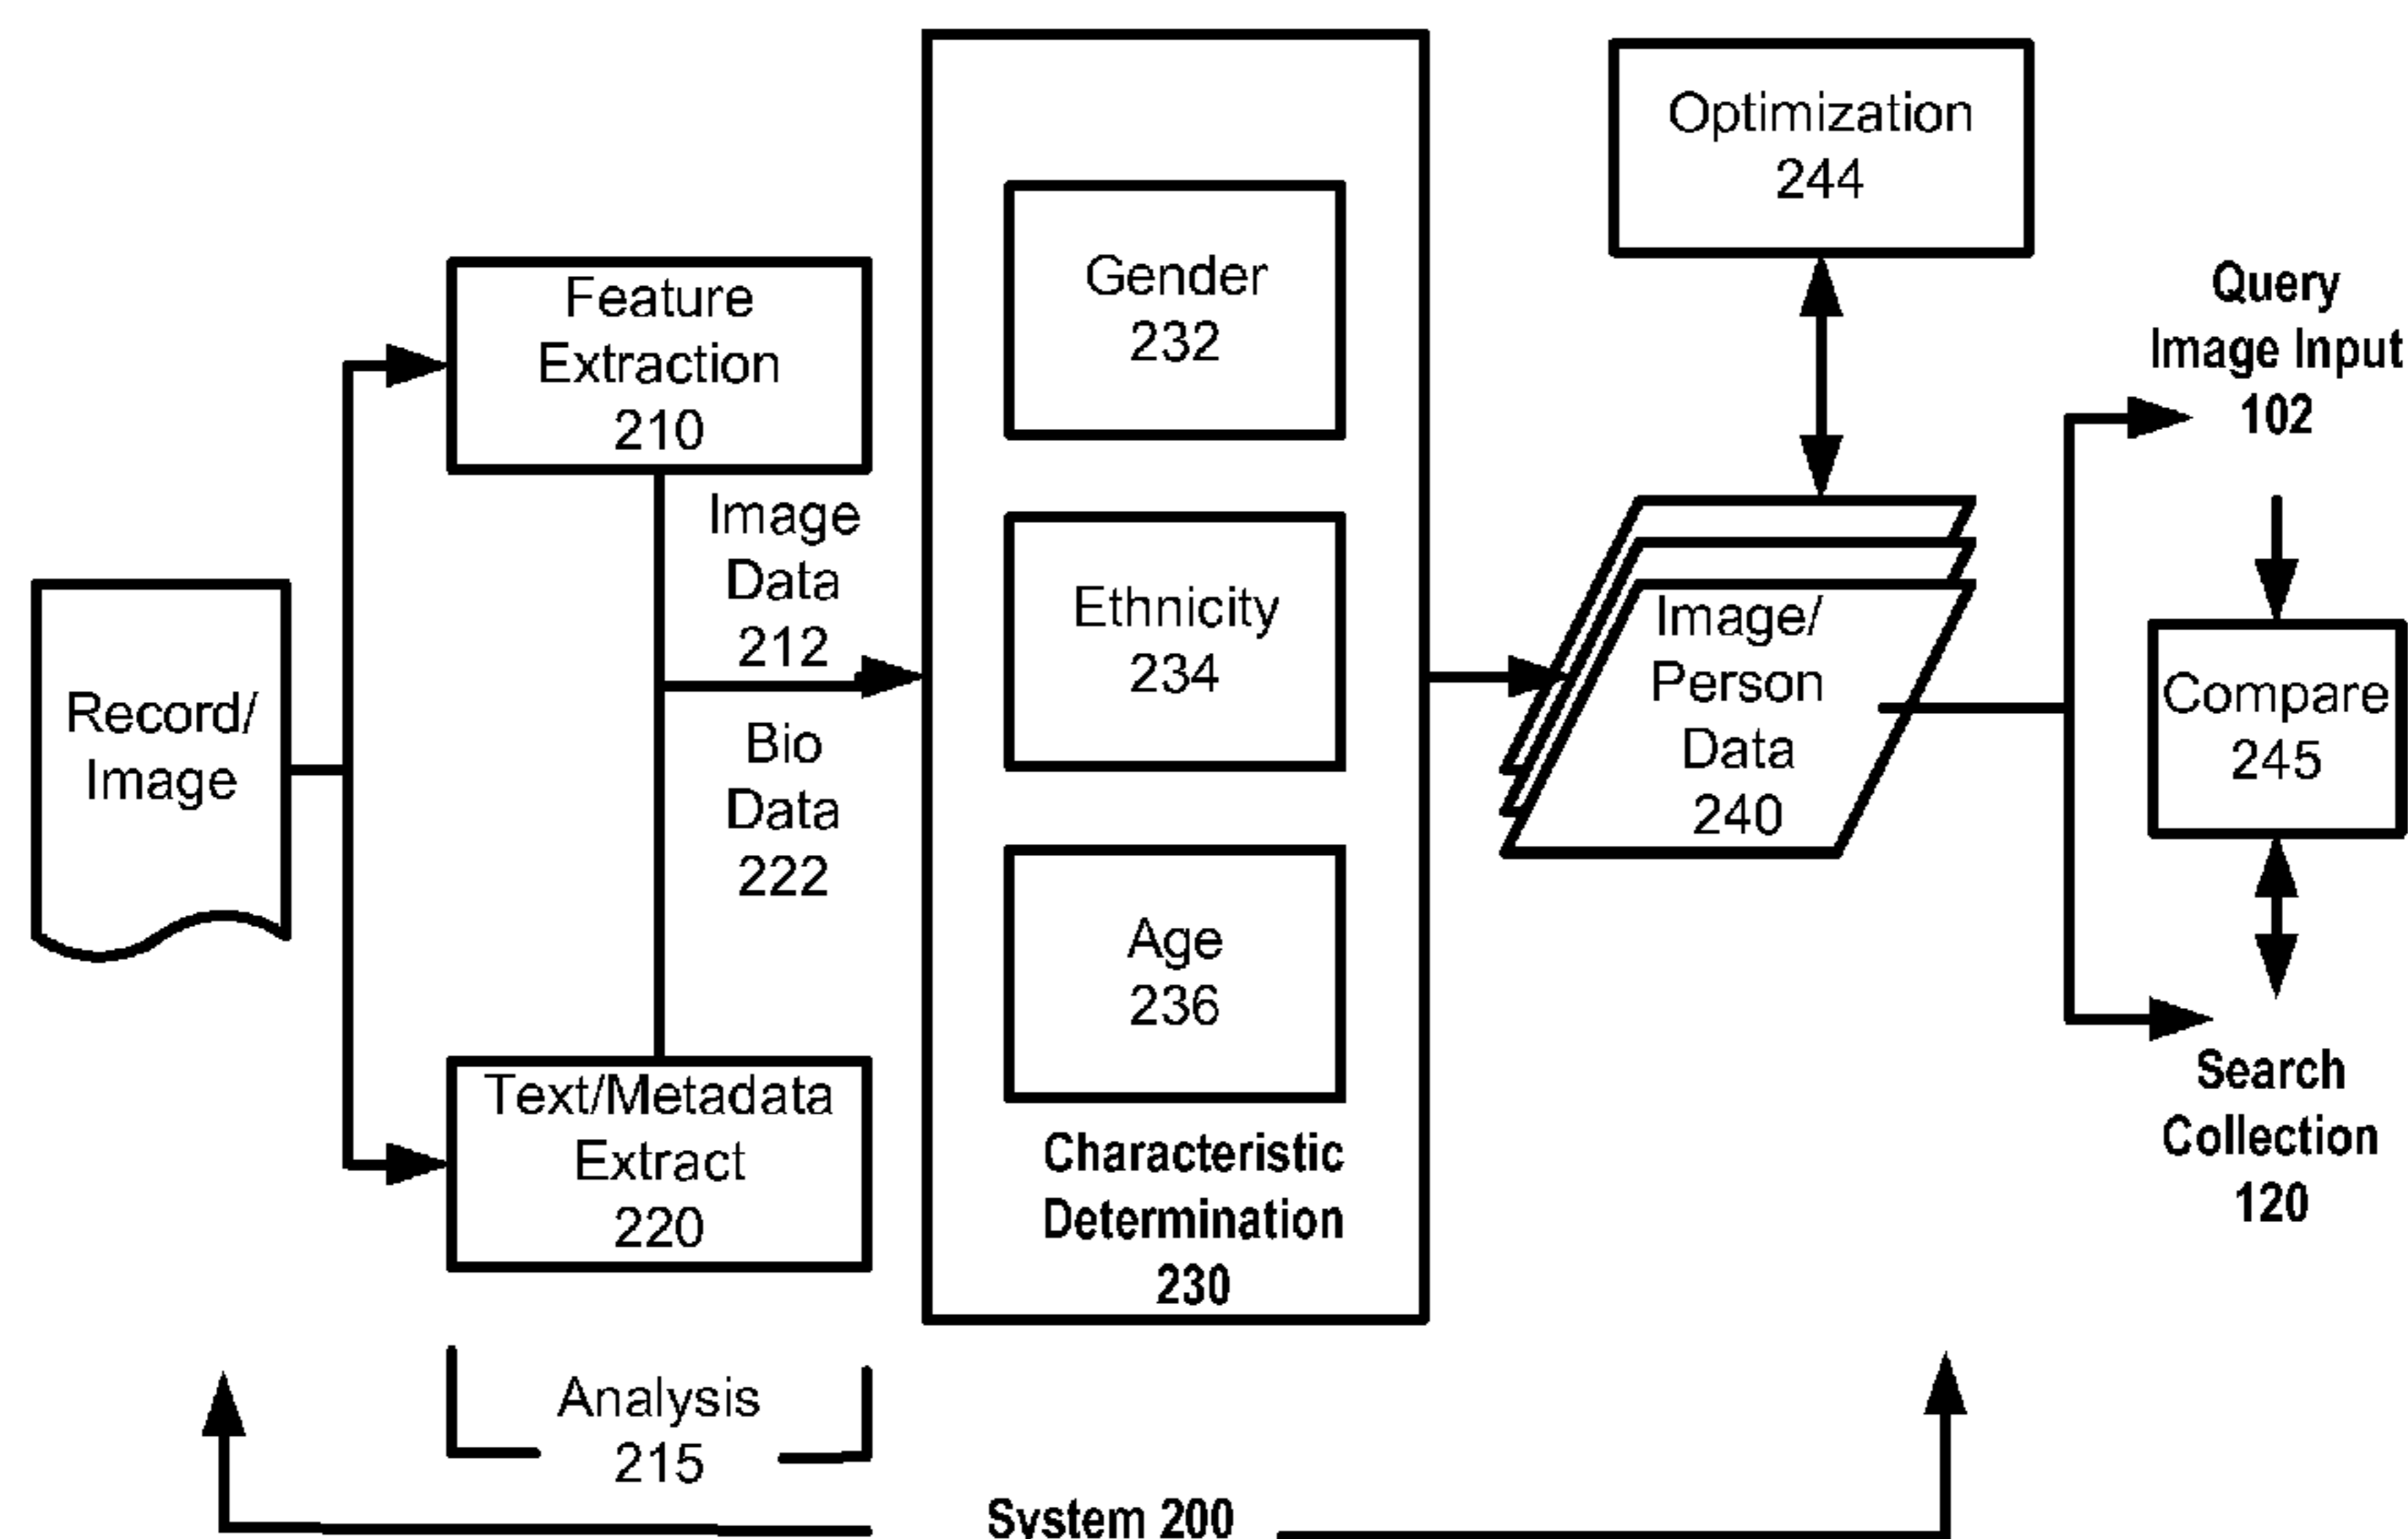 Record/
Image
Feature
Extraction
210
Image
Data
212
Bio
Data
222
Text/Metadata
Extract
220
Analysis
215
Gender
232
Ethnicity
234
Age
236
Characteristic
Determination
230
Optimization
244
Image/
Person
Data
240
Query
Image Input
102
Compare
245
Search
Collection
120
System 200